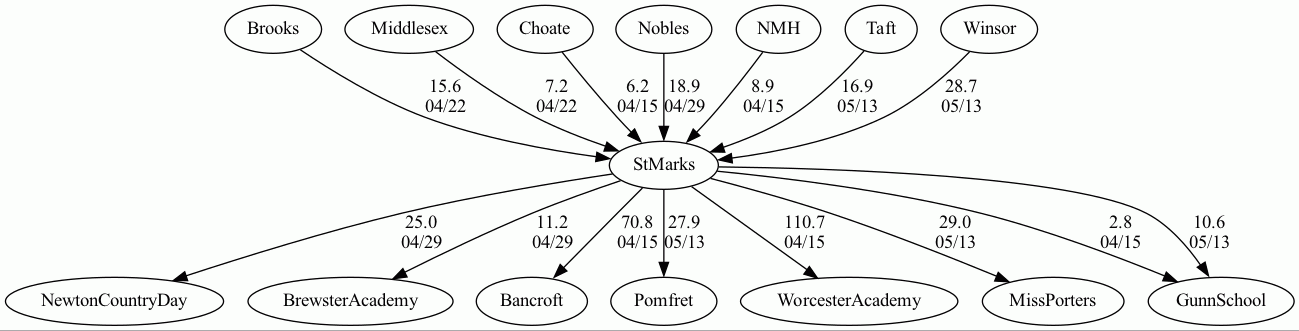 Brooks
Middlesex
Choate
Nobles
NMH
Taft
Winsor
15.6
04/22
7.2
04/22
6.2
04/15
18.9
04/29
8.9
04/15
16.9
05/13
28.7
05/13
StMarks
25.0
04/29
11.2
04/29
70.8
04/15
27.9
05/13
110.7
04/15
29.0
05/13
2.8
04/15
10.6
05/13
NewtonCountryDay
BrewsterAcademy
Bancroft
Pomfret
WorcesterAcademy
MissPorters
GunnSchool